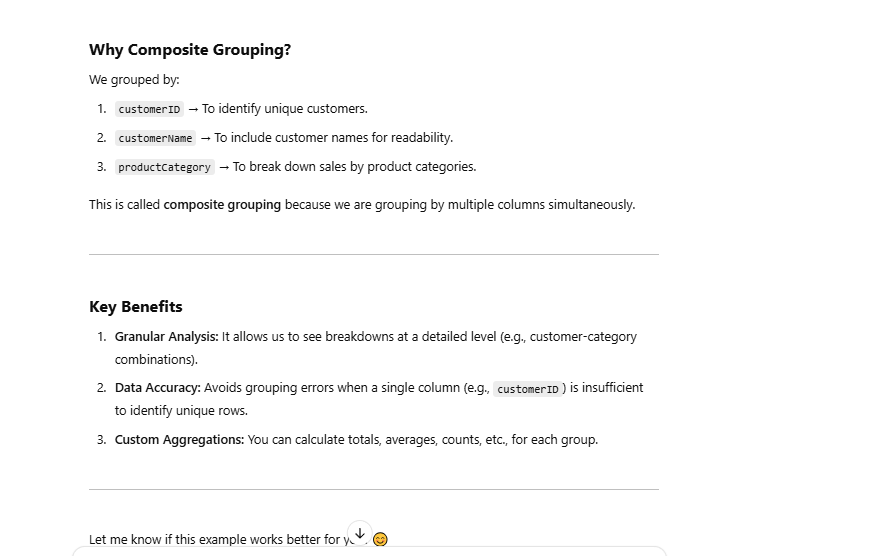 Why Composite Grouping?
We grouped by:
1. customerID → To identify unique customers.
2. customerName → To include customer names for readability.
3. productCategory → To break down sales by product categories.
This is called composite grouping because we are grouping by multiple columns simultaneously.
Key Benefits
1. Granular Analysis: It allows us to see breakdowns at a detailed level (e.g., customer-category
combinations).
2. Data Accuracy: Avoids grouping errors when a single column (e.g., customerID) is insufficient
to identify unique rows.
3. Custom Aggregations: You can calculate totals, averages, counts, etc., for each group.
Let me know if this example works better for 😊